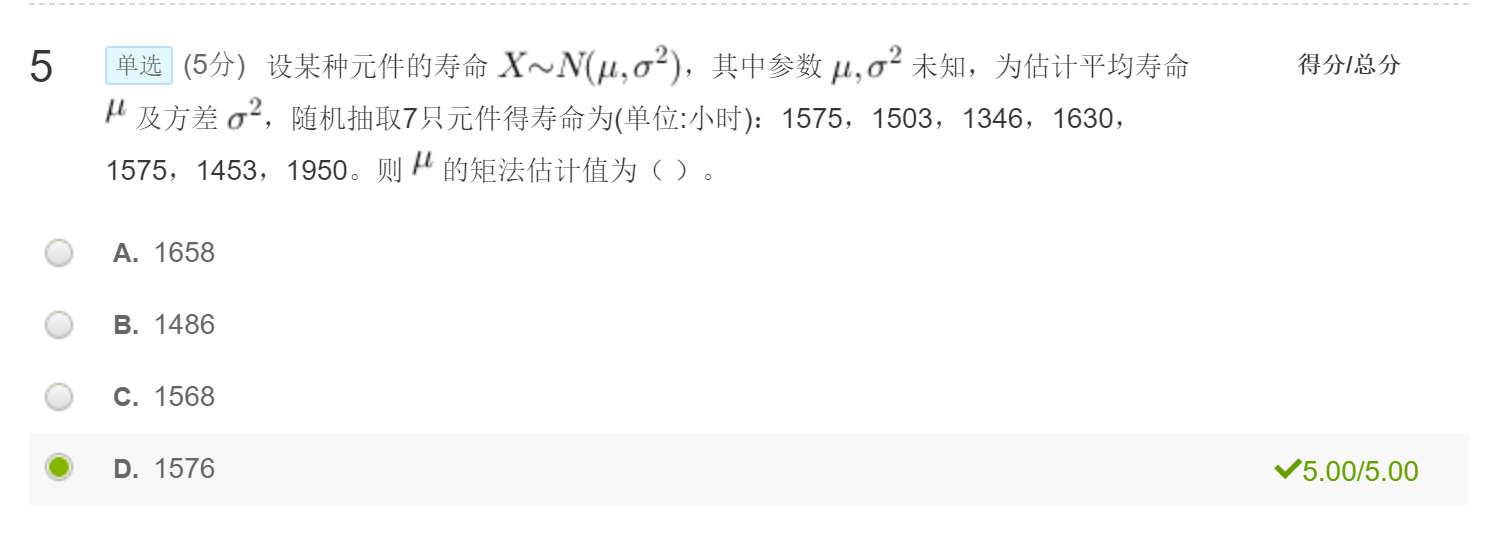 5 单选 (5分) 设某种元件的寿命 X~N(μ,σ²)，其中参数 μ,σ² 未知，为估计平均寿命 得分/总分
μ 及方差 σ²，随机抽取7只元件得寿命为(单位:小时)：1575，1503，1346，1630，
1575，1453，1950。则 μ 的矩法估计值为（ ）。
A. 1658
B. 1486
C. 1568
D. 1576 ✔5.00/5.00